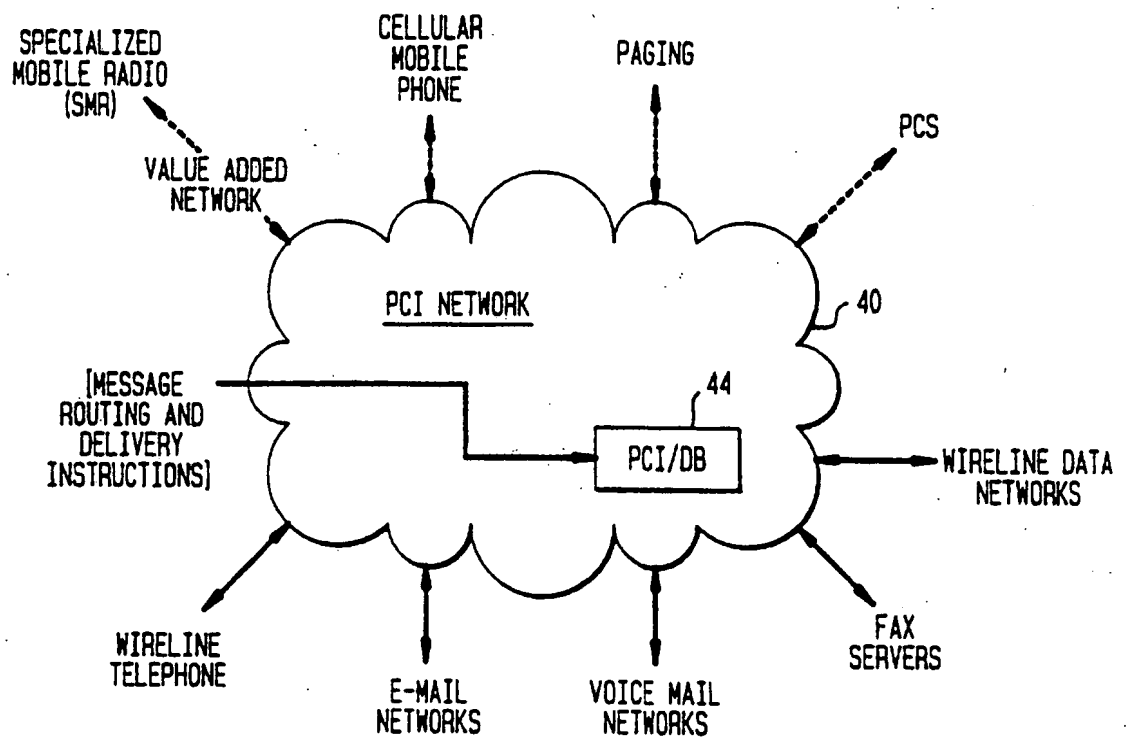 SPECIALIZED
MOBILE RADIO
(SMR)
CELLULAR
MOBILE
PHONE
PAGING
PCS
VALUE ADDED
NETWORK
PCI NETWORK
40
[MESSAGE
ROUTING AND
DELIVERY
INSTRUCTIONS]
44
PCI/DB
WIRELINE DATA
NETWORKS
WIRELINE
TELEPHONE
E-MAIL
NETWORKS
VOICE MAIL
NETWORKS
FAX
SERVERS